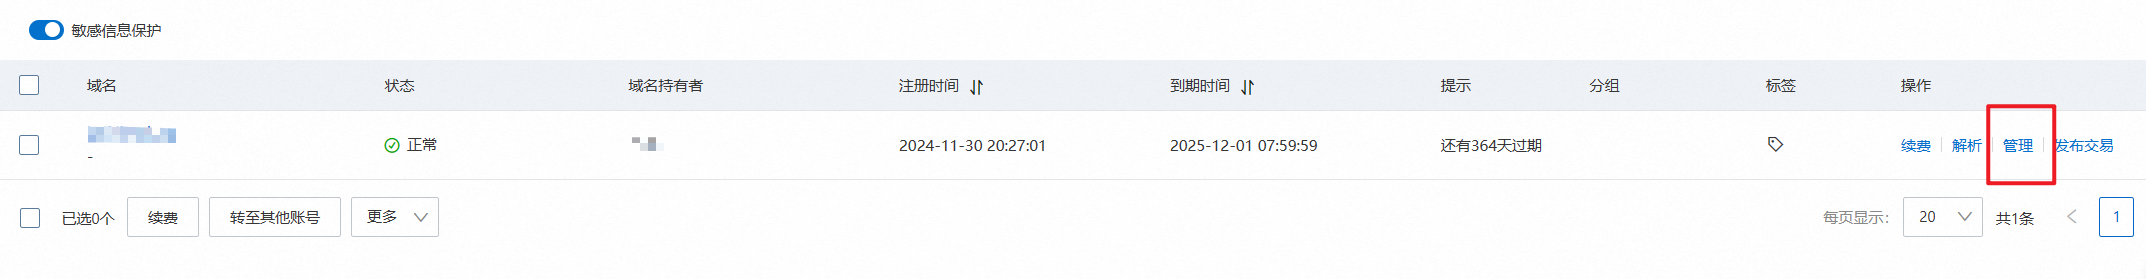 敏感信息保护
域名 状态 域名持有者 注册时间 到期时间 提示 分组 标签 操作
正常 2024-11-30 20:27:01 2025-12-01 07:59:59 还有364天过期 续费 解析 管理 发布交易
-
已选0个 续费 转至其他账号 更多 每页显示: 20 共1条 1